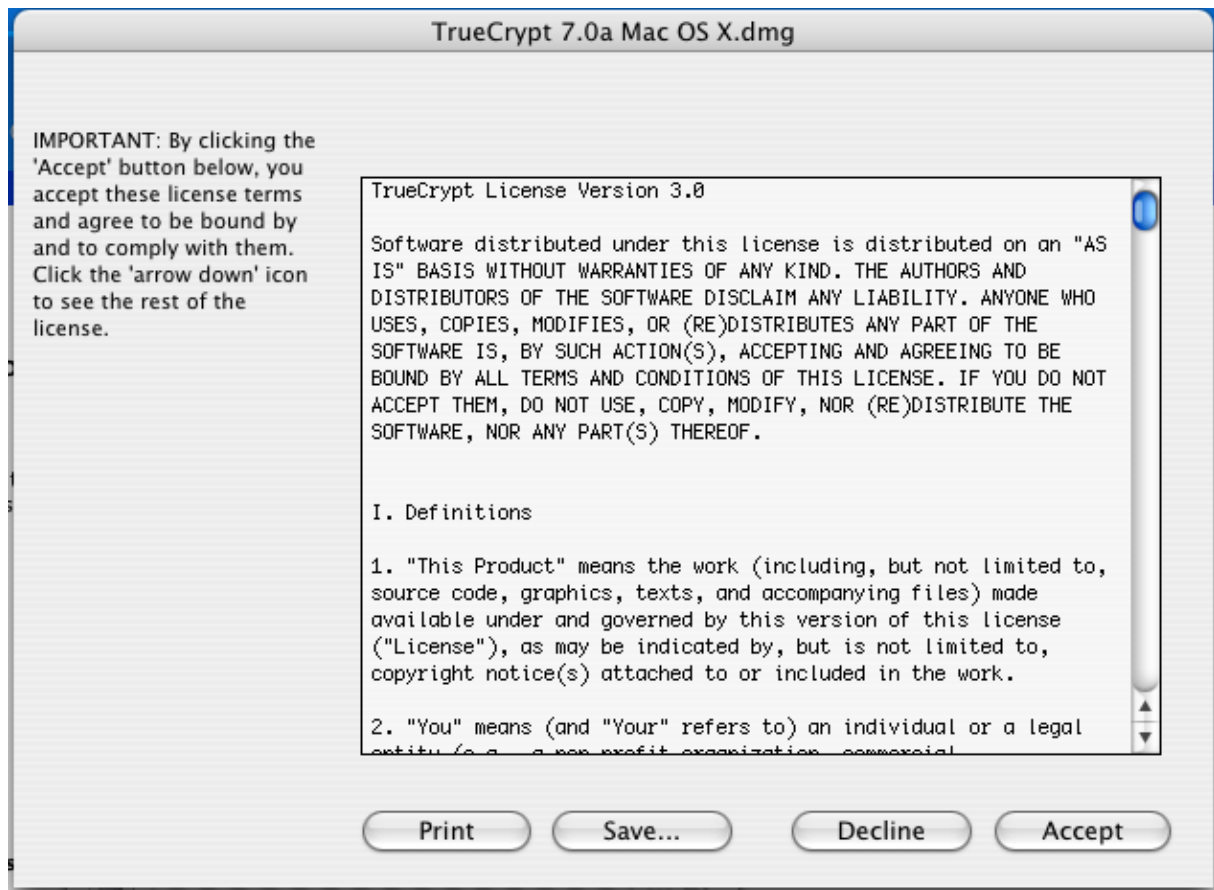 TrueCrypt 7.0a Mac OS X.dmg
IMPORTANT: By clicking the
'Accept' button below, you
accept these license terms
and agree to be bound by
and to comply with them.
Click the 'arrow down' icon
to see the rest of the
license.
TrueCrypt License Version 3.0
Software distributed under this license is distributed on an "AS
IS" BASIS WITHOUT WARRANTIES OF ANY KIND. THE AUTHORS AND
DISTRIBUTORS OF THE SOFTWARE DISCLAIM ANY LIABILITY. ANYONE WHO
USES, COPIES, MODIFIES, OR (RE)DISTRIBUTES ANY PART OF THE
SOFTWARE IS, BY SUCH ACTION(S), ACCEPTING AND AGREEING TO BE
BOUND BY ALL TERMS AND CONDITIONS OF THIS LICENSE. IF YOU DO NOT
ACCEPT THEM, DO NOT USE, COPY, MODIFY, NOR (RE)DISTRIBUTE THE
SOFTWARE, NOR ANY PART(S) THEREOF.
I. Definitions
1. "This Product" means the work (including, but not limited to,
source code, graphics, texts, and accompanying files) made
available under and governed by this version of this license
("License"), as may be indicated by, but is not limited to,
copyright notice(s) attached to or included in the work.
2. "You" means (and "Your" refers to) an individual or a legal
entity (e.g., a non-profit organization, commercial
Print
Save...
Decline
Accept